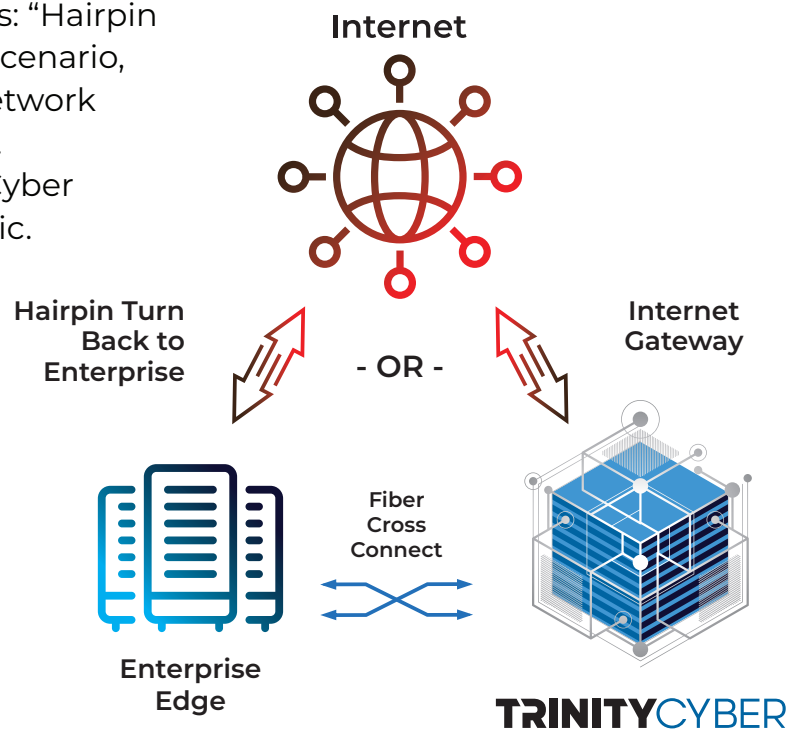 s: “Hairpin
cenario,
etwork
Cyber
ic.
Internet
Hairpin Turn
Back to
Enterprise
- OR -
Internet
Gateway
Fiber
Cross
Connect
Enterprise
Edge
TRINITYCYBER